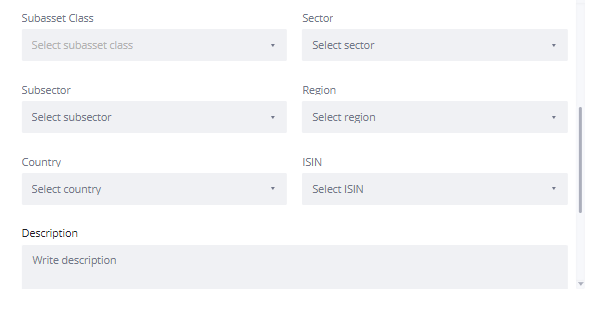 Subasset Class
Sector
Select subasset class
Select sector
Subsector
Region
Select subsector
Select region
Country
ISIN
Select country
Select ISIN
Description
Write description